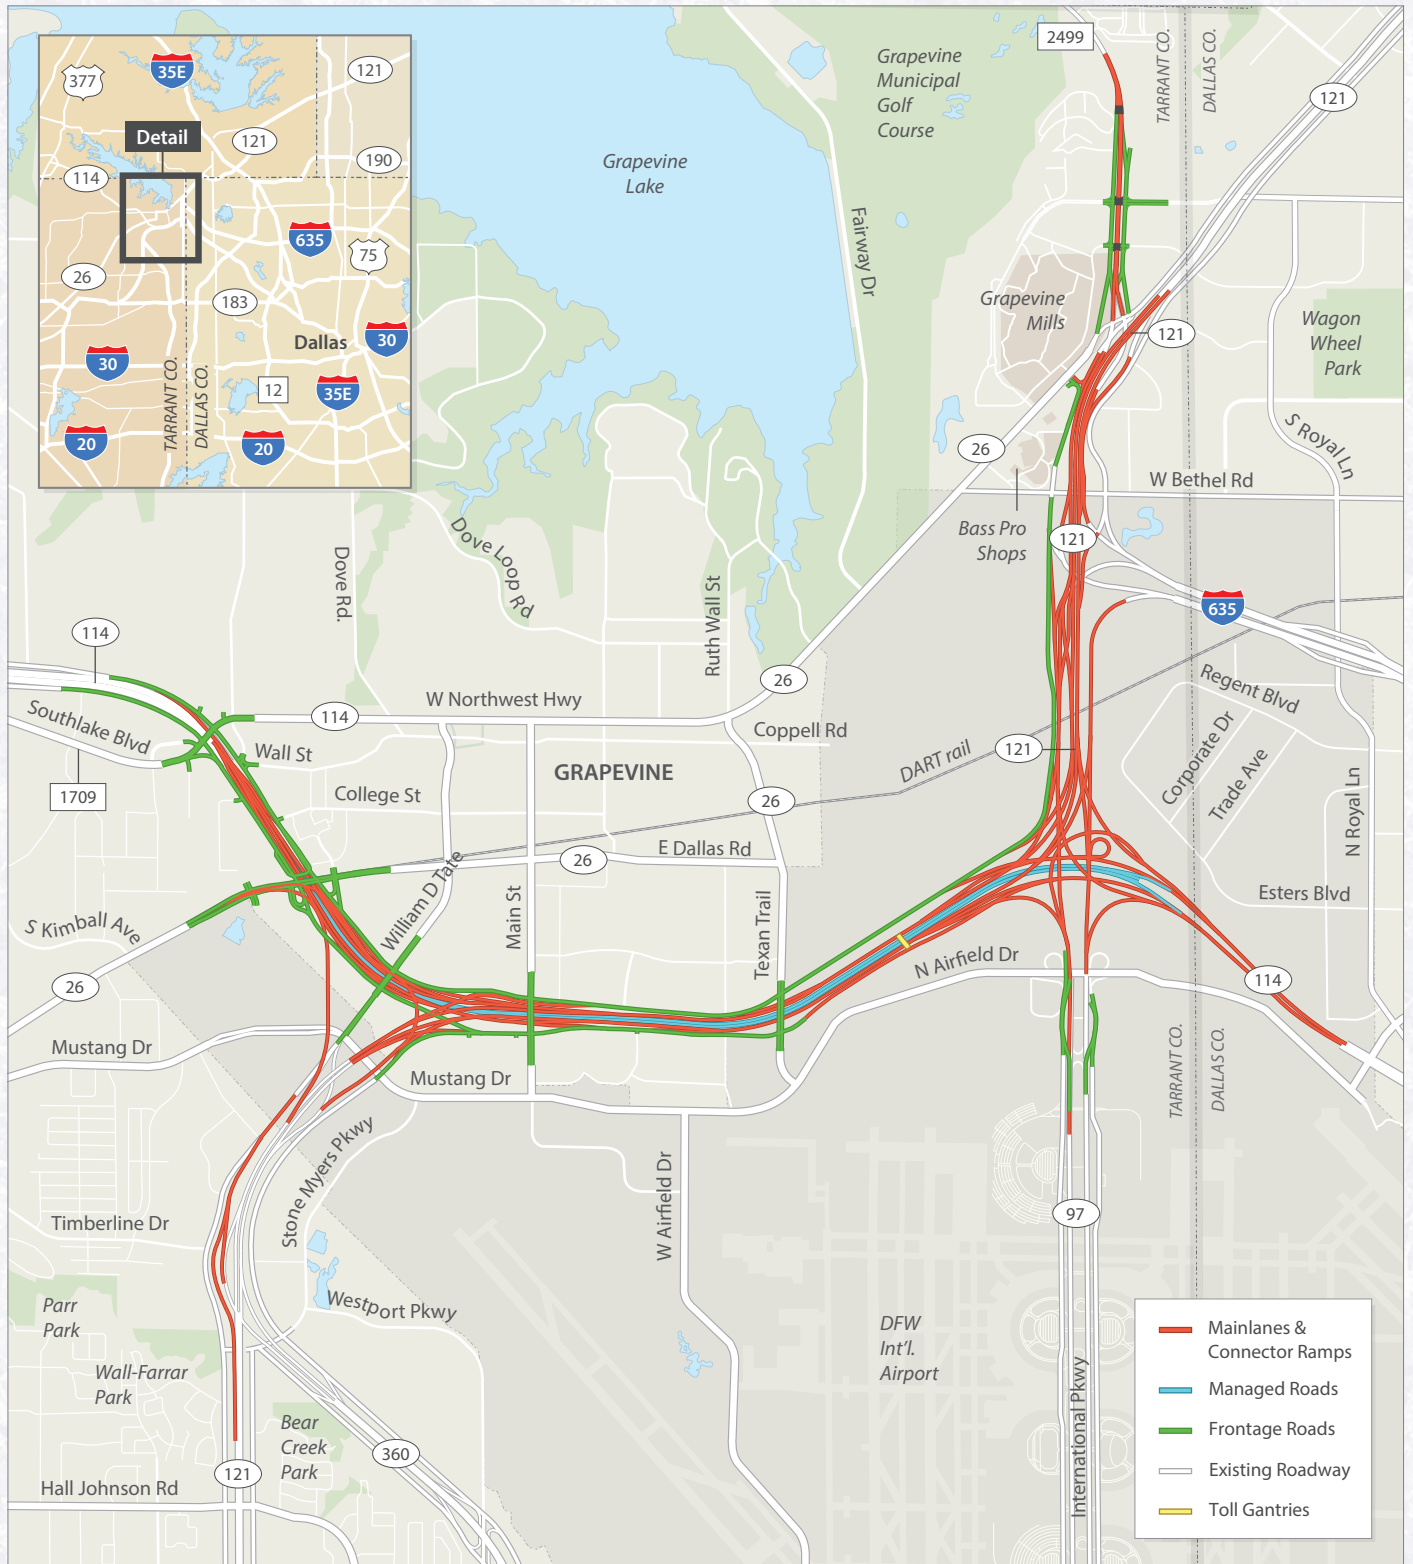 377
35E
121
Detail
121
190
114
635
75
26
183
Dallas
30
30
TARRANT CO.
DALLAS CO.
12
35E
20
20
2499
TARRANT CO.
DALLAS CO.
121
Grapevine
Municipal
Golf
Course
Grapevine
Lake
Fairway Dr
Grapevine
Mills
121
Wagon
Wheel
Park
S Royal Ln
26
W Bethel Rd
Bass Pro
Shops
121
Dove Loop Rd
Dove Rd.
Ruth Wall St
635
114
26
Regent Blvd
W Northwest Hwy
114
Southlake Blvd
Wall St
Coppell Rd
121
DART rail
Corporate Dr
Trade Ave
GRAPEVINE
1709
College St
26
N Royal Ln
E Dallas Rd
26
William D Tate
Main St
Texan Trail
Esters Blvd
S Kimball Ave
N Airfield Dr
26
114
Mustang Dr
Mustang Dr
TARRANT CO.
DALLAS CO.
Stone Myers Pkwy
W Airfield Dr
Timberline Dr
97
Westport Pkwy
Parr
Park
DFW
Int'l.
Airport
Wall-Farrar
Park
Bear
Creek
Park
International Pkwy
360
121
Hall Johnson Rd
Mainlanes &
Connector Ramps
Managed Roads
Frontage Roads
Existing Roadway
Toll Gantries